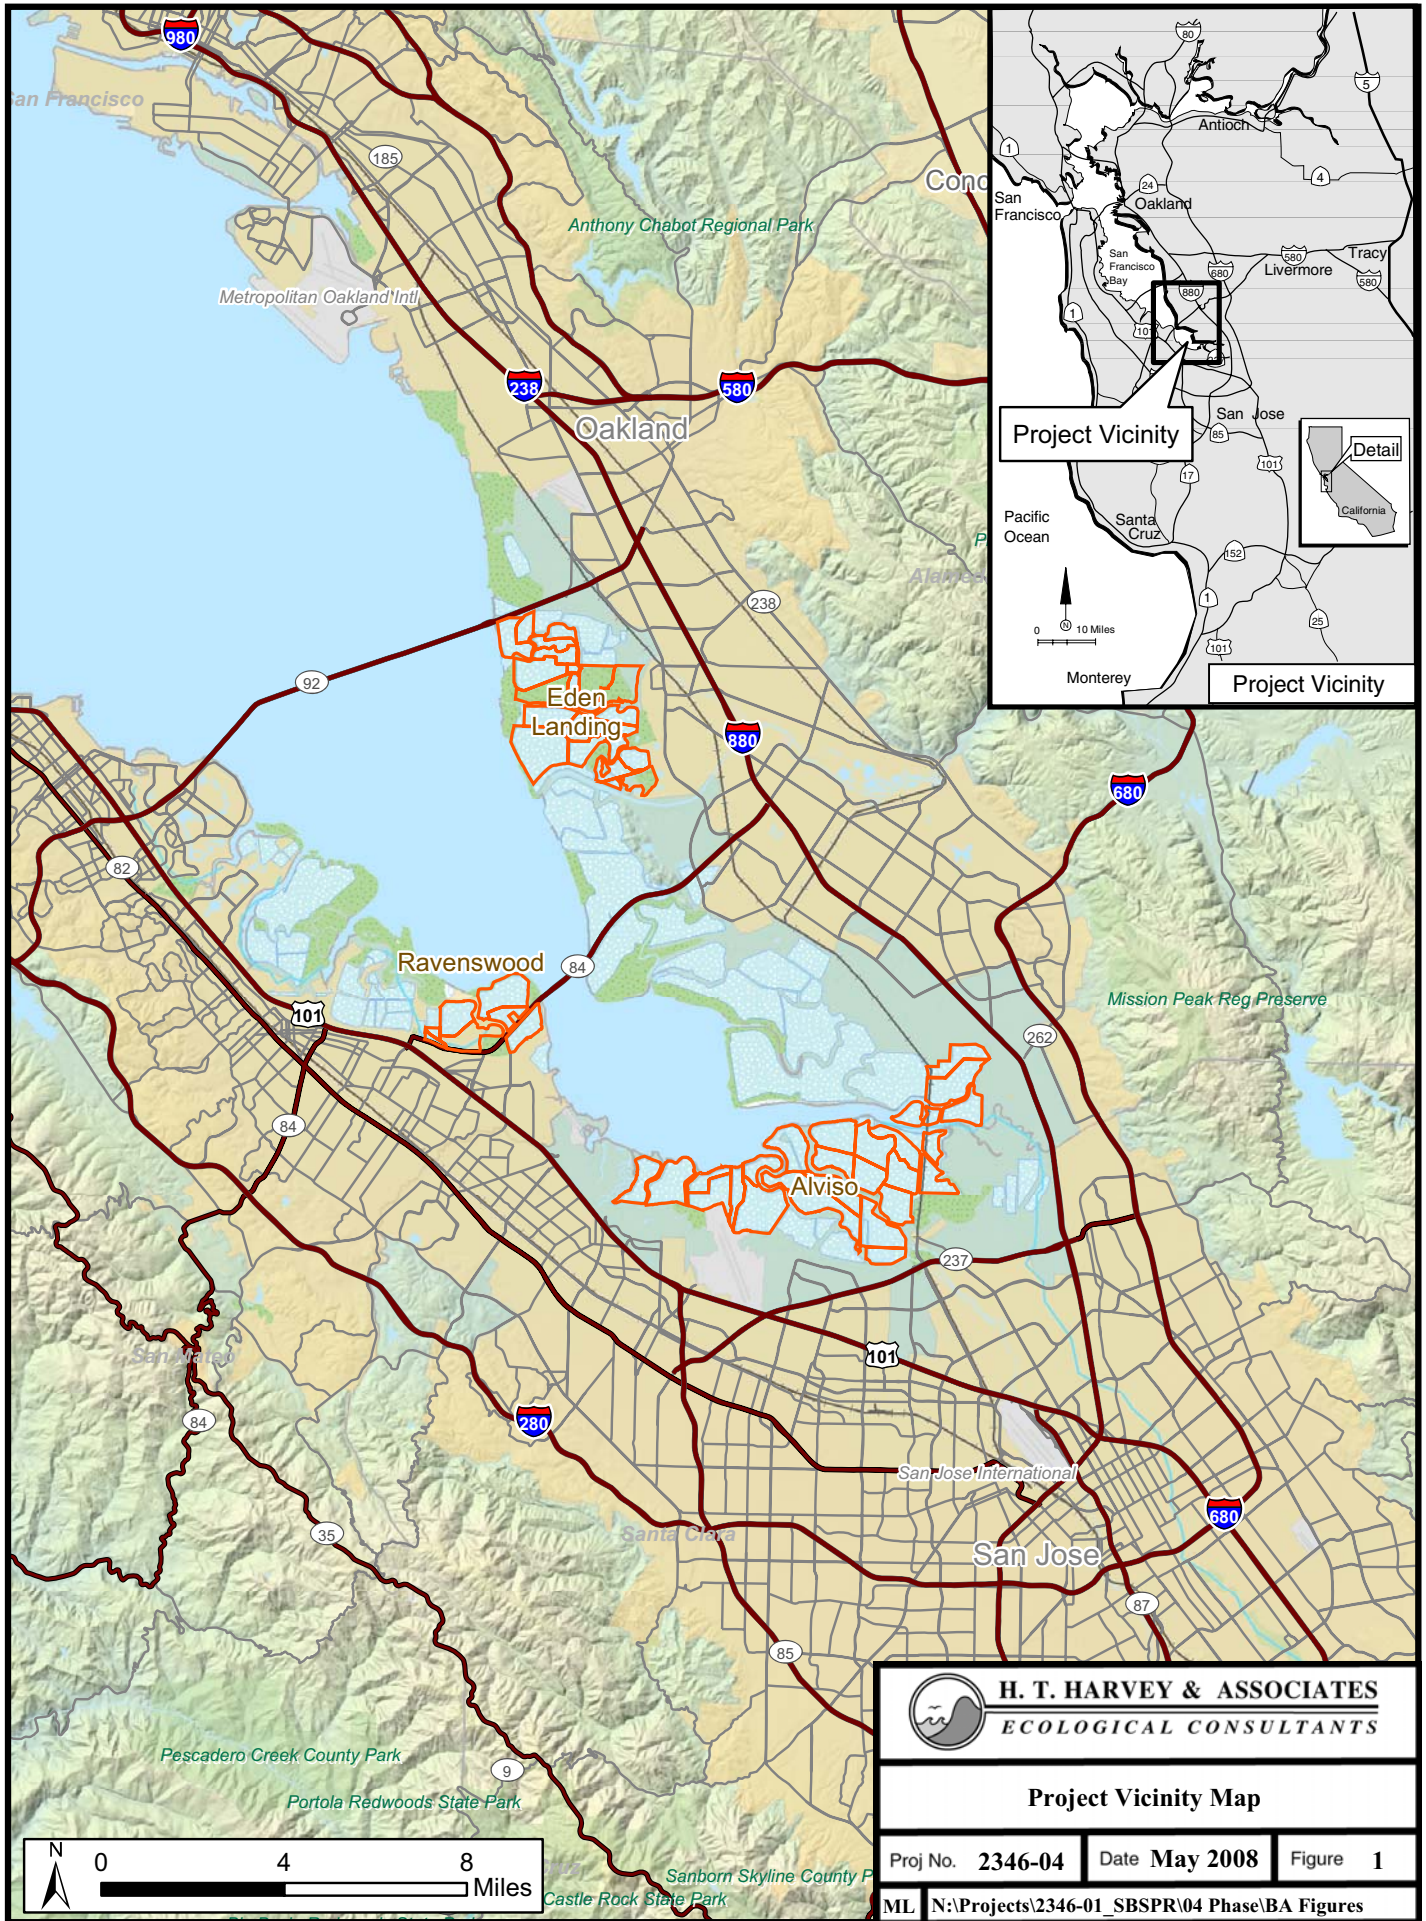 980
San Francisco
185
Conc
Anthony Chabot Regional Park
Metropolitan Oakland Intl
238
580
Oakland
P
Alameda
238
92
Eden
Landing
880
680
82
Ravenswood
84
101
Mission Peak Reg Preserve
262
84
Alviso
237
San Mateo
101
84
280
San Jose International
35
Santa Clara
680
San Jose
87
85
Pescadero Creek County Park
9
Portola Redwoods State Park
Sanborn Skyline County P
Castle Rock State Park
N
0 4 8
Miles
80
5
Antioch
1
4
24
San
Francisco
Oakland
San
Francisco
Bay
580
Tracy
680
Livermore
580
880
1
101
Project Vicinity
San Jose
85
Detail
101
17
California
Pacific
Ocean
Santa
Cruz
152
1
N
0 10 Miles
25
101
Monterey
Project Vicinity
H. T. HARVEY & ASSOCIATES
ECOLOGICAL CONSULTANTS
Project Vicinity Map
Proj No. 2346-04
Date May 2008
Figure 1
ML N:\Projects\2346-01_SBSPR\04 Phase\BA Figures